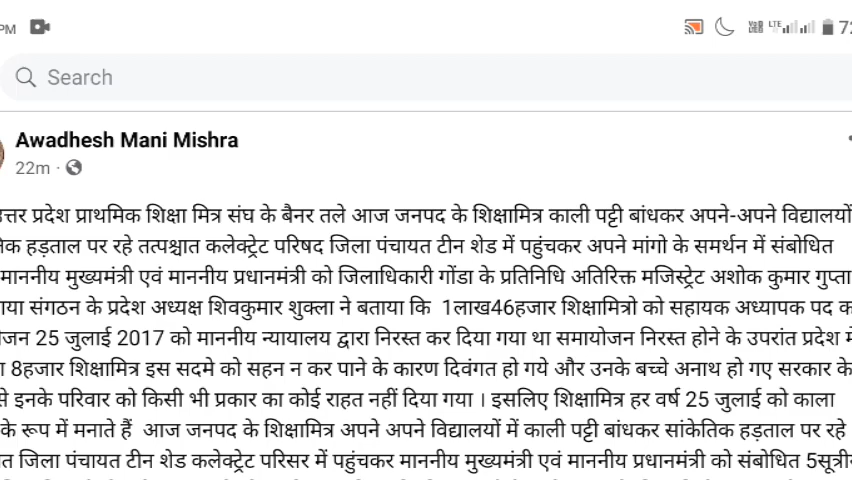 PM
LTE
72
Search
Awadhesh Mani Mishra
22m ·
उत्तर प्रदेश प्राथमिक शिक्षा मित्र संघ के बैनर तले आज जनपद के शिक्षामित्र काली पट्टी बांधकर अपने-अपने विद्यालयों
हड़ताल पर रहे तत्पश्चात कलेक्ट्रेट परिषद जिला पंचायत टीन शेड में पहुंचकर अपने मांगो के समर्थन में संबोधित
माननीय मुख्यमंत्री एवं माननीय प्रधानमंत्री को जिलाधिकारी गोंडा के प्रतिनिधि अतिरिक्त मजिस्ट्रेट अशोक कुमार गुप्ता
संगठन के प्रदेश अध्यक्ष शिवकुमार शुक्ला ने बताया कि 1लाख46हजार शिक्षामित्रो को सहायक अध्यापक पद
25 जुलाई 2017 को माननीय न्यायालय द्वारा निरस्त कर दिया गया था समायोजन निरस्त होने के उपरांत प्रदेश
8हजार शिक्षामित्र इस सदमे को सहन न कर पाने के कारण दिवंगत हो गये और उनके बच्चे अनाथ हो गए सरकार के
से इनके परिवार को किसी भी प्रकार का कोई राहत नहीं दिया गया । इसलिए शिक्षामित्र हर वर्ष 25 जुलाई को काला
के रूप में मनाते हैं आज जनपद के शिक्षामित्र अपने अपने विद्यालयों में काली पट्टी बांधकर सांकेतिक हड़ताल पर रहे
जिला पंचायत टीन शेड कलेक्ट्रेट परिसर में पहुंचकर माननीय मुख्यमंत्री एवं माननीय प्रधानमंत्री को संबोधित 5सूत्रीय